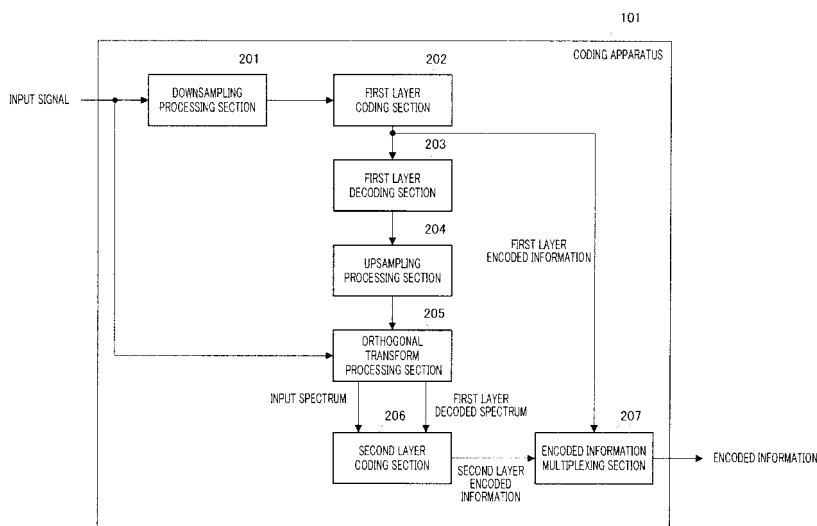 101
CODING APPARATUS
201
202
INPUT SIGNAL
DOWNSAMPLING
PROCESSING SECTION
FIRST LAYER
CODING SECTION
203
FIRST LAYER
DECODING SECTION
204
UPSAMPLING
PROCESSING SECTION
FIRST LAYER
ENCODED INFORMATION
205
ORTHOGONAL
TRANSFORM
PROCESSING SECTION
INPUT SPECTRUM
FIRST LAYER
DECODED SPECTRUM
206
207
SECOND LAYER
CODING SECTION
SECOND LAYER
ENCODED
INFORMATION
ENCODED INFORMATION
MULTIPLEXING SECTION
ENCODED INFORMATION